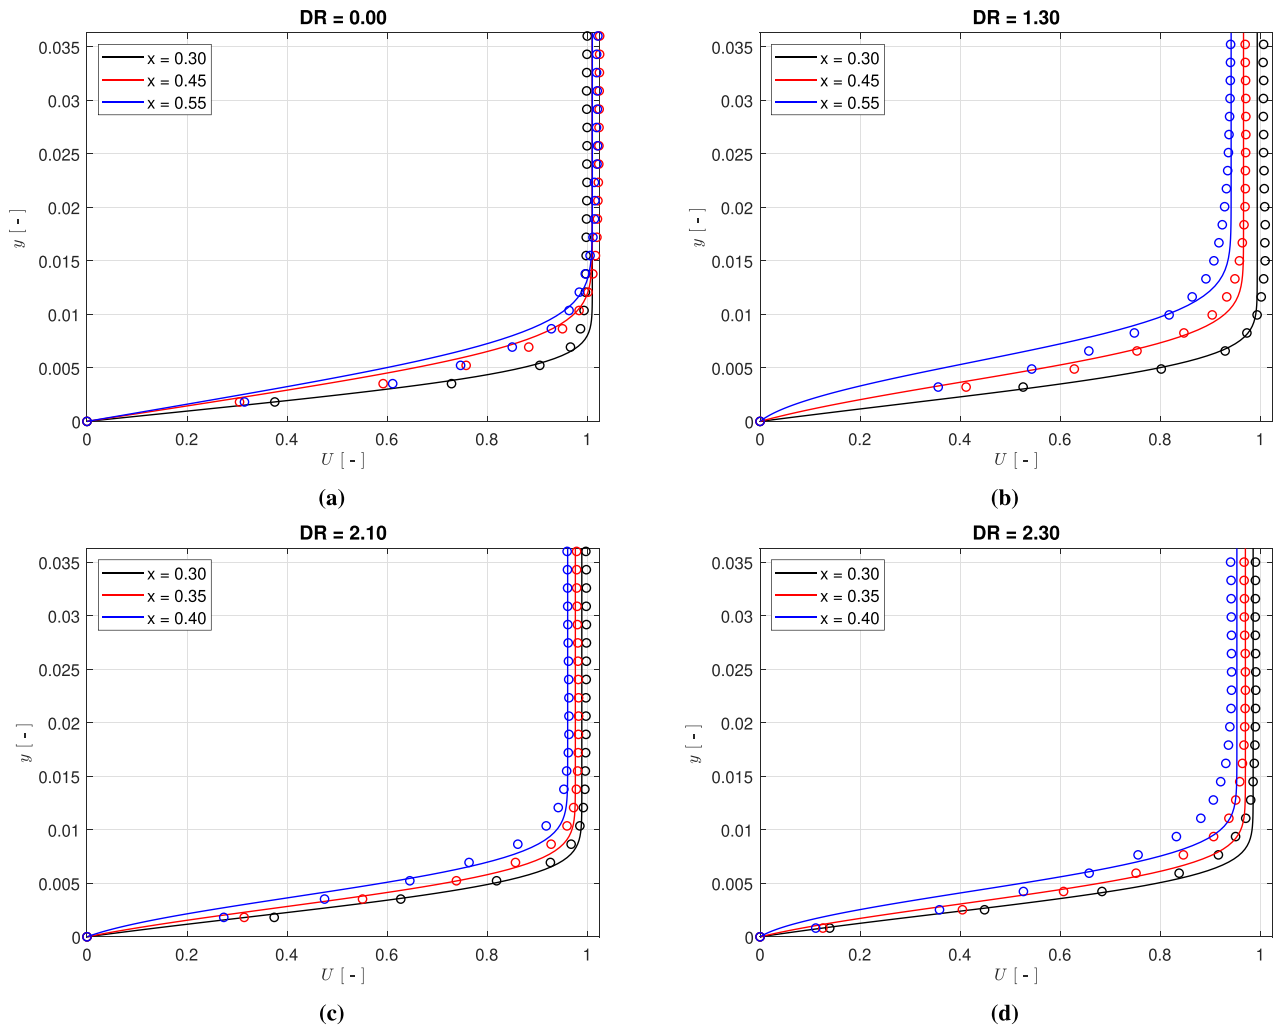 DR = 0.00
0.035
0.03
0.025
0.02
0.015
0.01
0.005
0
y [ - ]
x = 0.30
x = 0.45
x = 0.55
0 0.2 0.4 0.6 0.8 1
U [ - ]
(a)
DR = 1.30
0.035
0.03
0.025
0.02
0.015
0.01
0.005
0
y [ - ]
x = 0.30
x = 0.45
x = 0.55
0 0.2 0.4 0.6 0.8 1
U [ - ]
(b)
DR = 2.10
0.035
0.03
0.025
0.02
0.015
0.01
0.005
0
y [ - ]
x = 0.30
x = 0.35
x = 0.40
0 0.2 0.4 0.6 0.8 1
U [ - ]
(c)
DR = 2.30
0.035
0.03
0.025
0.02
0.015
0.01
0.005
0
y [ - ]
x = 0.30
x = 0.35
x = 0.40
0 0.2 0.4 0.6 0.8 1
U [ - ]
(d)